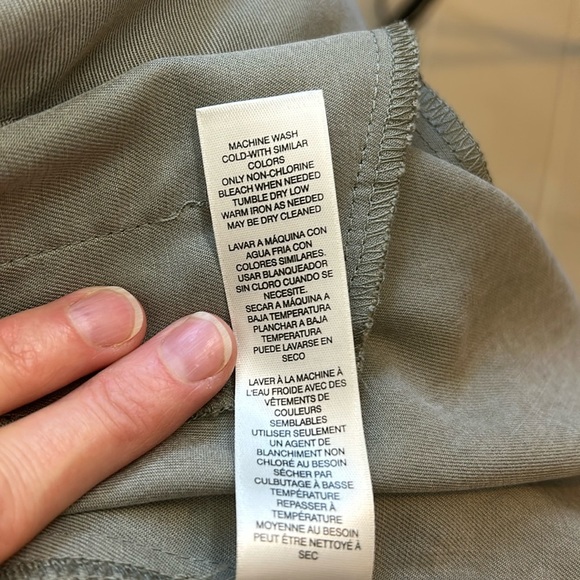 MACHINE WASH
COLD-WITH SIMILAR
COLORS
ONLY NON-CHLORINE
BLEACH WHEN NEEDED
TUMBLE DRY LOW
WARM IRON AS NEEDED
MAY BE DRY CLEANED
LAVAR A MÁQUINA CON
AGUA FRIA CON
COLORES SIMILARES.
USAR BLANQUEADOR
SIN CLORO CUANDO SE
NECESITE.
SECAR A MÁQUINA A
BAJA TEMPERATURA
PLANCHAR A BAJA
TEMPERATURA
PUEDE LAVARSE EN
SECO
LAVER À LA MACHINE À
L'EAU FROIDE AVEC DES
VÊTEMENTS DE
COULEURS
SEMBLABLES
UTILISER SEULEMENT
UN AGENT DE
BLANCHIMENT NON
CHLORÉ AU BESOIN
SÉCHER PAR
CULBUTAGE À BASSE
TEMPÉRATURE
REPASSER À
TEMPÉRATURE
MOYENNE AU BESOIN
PEUT ÊTRE NETTOYÉ À
SEC